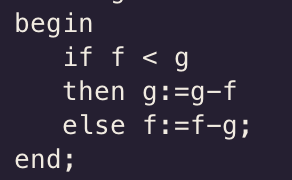 begin
if f < g
then g:=g-f
else f:=f-g;
end;